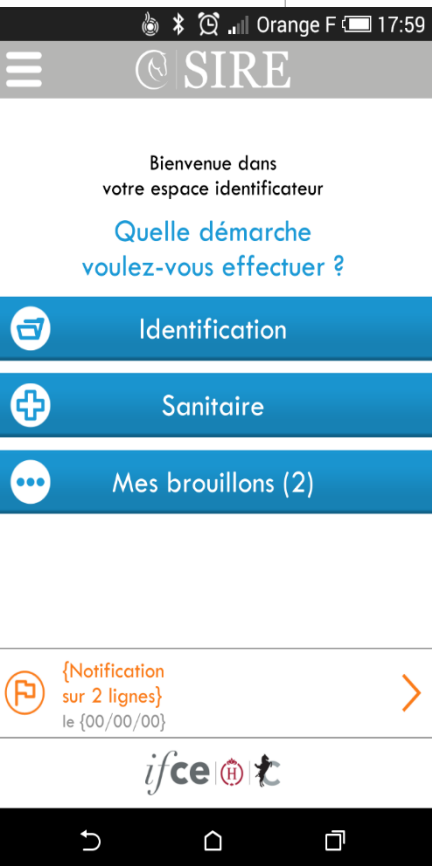 Orange F 17:59
SIRE
Bienvenue dans
votre espace identificateur
Quelle démarche
voulez-vous effectuer ?
Identification
Sanitaire
Mes brouillons (2)
{Notification
sur 2 lignes}
le {00/00/00}
ifce H